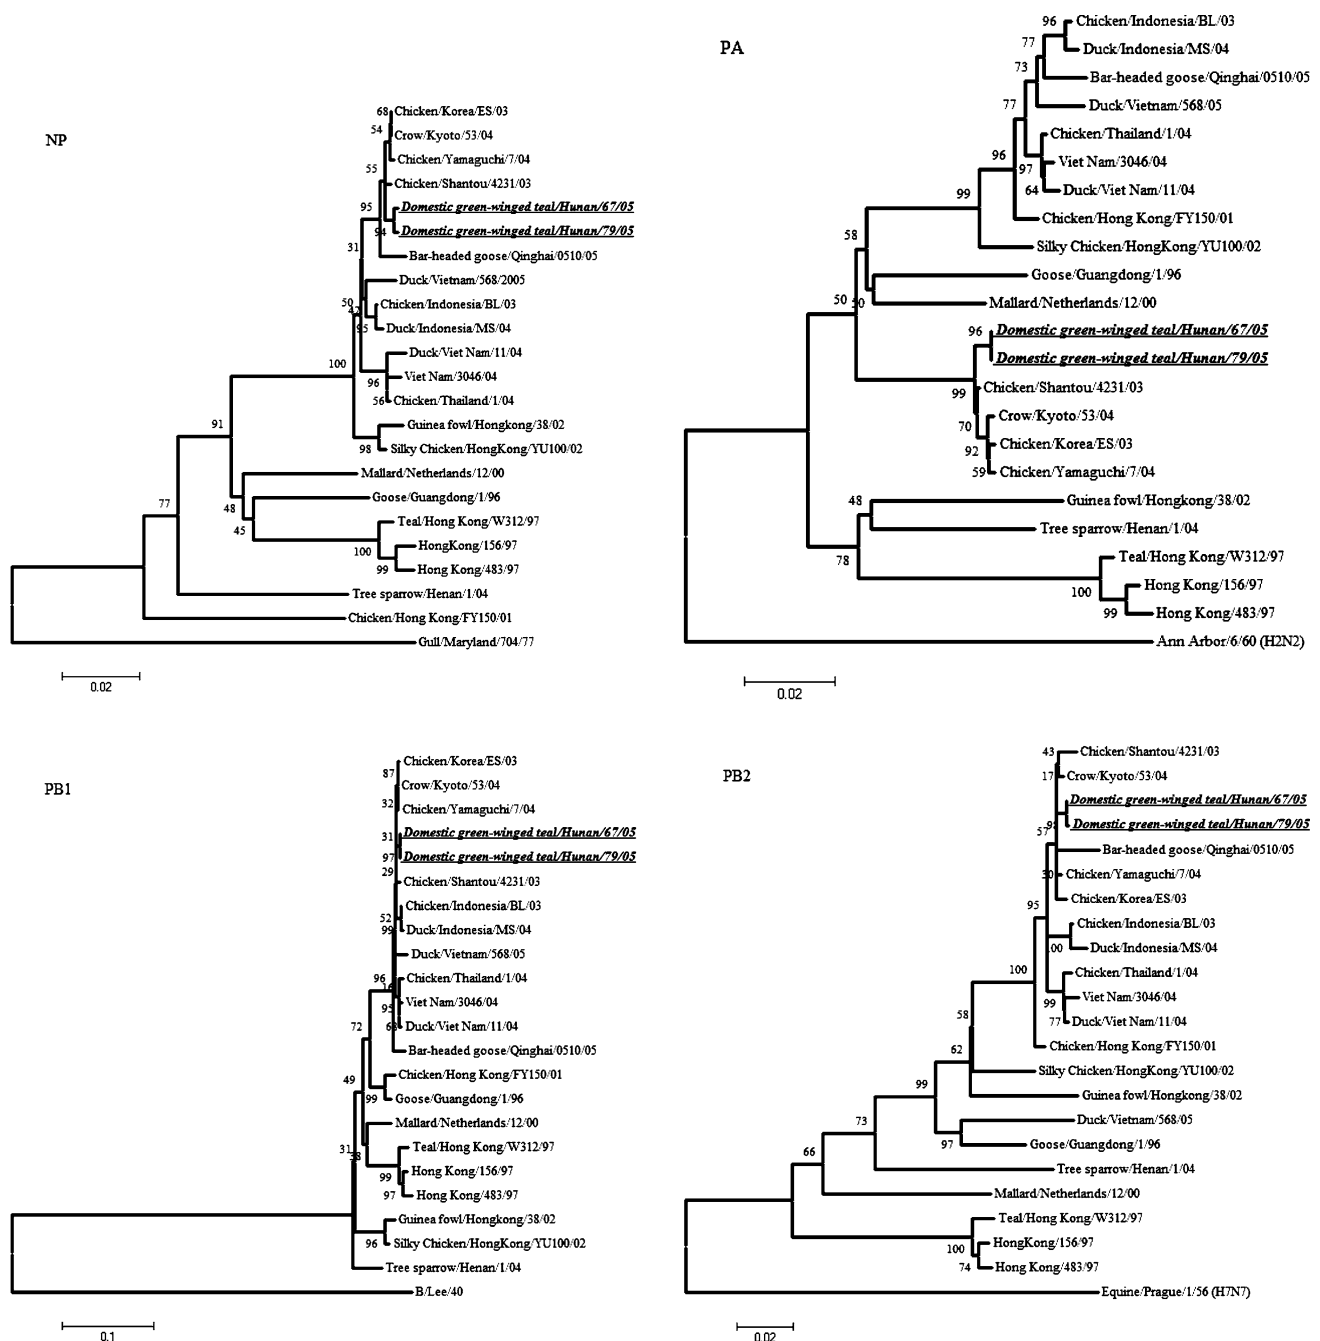 NP
68
Chicken/Korea/ES/03
54
Crow/Kyoto/53/04
Chicken/Yamaguchi/7/04
55
Chicken/Shantou/4231/03
95
Domestic green-winged teal/Hunan/67/05
94
Domestic green-winged teal/Hunan/79/05
31
Bar-headed goose/Qinghai/0510/05
Duck/Vietnam/568/2005
50
42
Chicken/Indonesia/BL/03
95
Duck/Indonesia/MS/04
100
Duck/Viet Nam/11/04
96
Viet Nam/3046/04
56
Chicken/Thailand/1/04
91
Guinea fowl/Hongkong/38/02
98
Silky Chicken/HongKong/YU100/02
Mallard/Netherlands/12/00
77
48
Goose/Guangdong/1/96
45
Teal/Hong Kong/W312/97
100
HongKong/156/97
99
Hong Kong/483/97
Tree sparrow/Henan/1/04
Chicken/Hong Kong/FY150/01
Gull/Maryland/704/77
0.02
PA
96
Chicken/Indonesia/BL/03
77
Duck/Indonesia/MS/04
73
Bar-headed goose/Qinghai/0510/05
77
Duck/Vietnam/568/05
Chicken/Thailand/1/04
96
97
Viet Nam/3046/04
64
Duck/Viet Nam/11/04
99
Chicken/Hong Kong/FY150/01
58
Silky Chicken/HongKong/YU100/02
Goose/Guangdong/1/96
50
50
Mallard/Netherlands/12/00
96
Domestic green-winged teal/Hunan/67/05
Domestic green-winged teal/Hunan/79/05
99
Chicken/Shantou/4231/03
70
Crow/Kyoto/53/04
92
Chicken/Korea/ES/03
59
Chicken/Yamaguchi/7/04
48
Guinea fowl/Hongkong/38/02
Tree sparrow/Henan/1/04
78
Teal/Hong Kong/W312/97
100
Hong Kong/156/97
99
Hong Kong/483/97
Ann Arbor/6/60 (H2N2)
0.02
PB1
Chicken/Korea/ES/03
87
Crow/Kyoto/53/04
32
Chicken/Yamaguchi/7/04
31
Domestic green-winged teal/Hunan/67/05
97
Domestic green-winged teal/Hunan/79/05
29
Chicken/Shantou/4231/03
Chicken/Indonesia/BL/03
52
99
Duck/Indonesia/MS/04
Duck/Vietnam/568/05
96
Chicken/Thailand/1/04
16
Viet Nam/3046/04
95
Duck/Viet Nam/11/04
72
Bar-headed goose/Qinghai/0510/05
49
Chicken/Hong Kong/FY150/01
99
Goose/Guangdong/1/96
Mallard/Netherlands/12/00
31
Teal/Hong Kong/W312/97
99
Hong Kong/156/97
97
Hong Kong/483/97
Guinea fowl/Hongkong/38/02
96
Silky Chicken/HongKong/YU100/02
Tree sparrow/Henan/1/04
B/Lee/40
0.1
PB2
43
Chicken/Shantou/4231/03
17
Crow/Kyoto/53/04
Domestic green-winged teal/Hunan/67/05
Domestic green-winged teal/Hunan/79/05
57
Bar-headed goose/Qinghai/0510/05
30
Chicken/Yamaguchi/7/04
Chicken/Korea/ES/03
95
Chicken/Indonesia/BL/03
100
Duck/Indonesia/MS/04
100
Chicken/Thailand/1/04
99
Viet Nam/3046/04
77
Duck/Viet Nam/11/04
58
Chicken/Hong Kong/FY150/01
62
Silky Chicken/HongKong/YU100/02
99
Guinea fowl/Hongkong/38/02
73
Duck/Vietnam/568/05
97
Goose/Guangdong/1/96
66
Tree sparrow/Henan/1/04
Mallard/Netherlands/12/00
Teal/Hong Kong/W312/97
100
HongKong/156/97
74
Hong Kong/483/97
Equine/Prague/1/56 (H7N7)
0.02